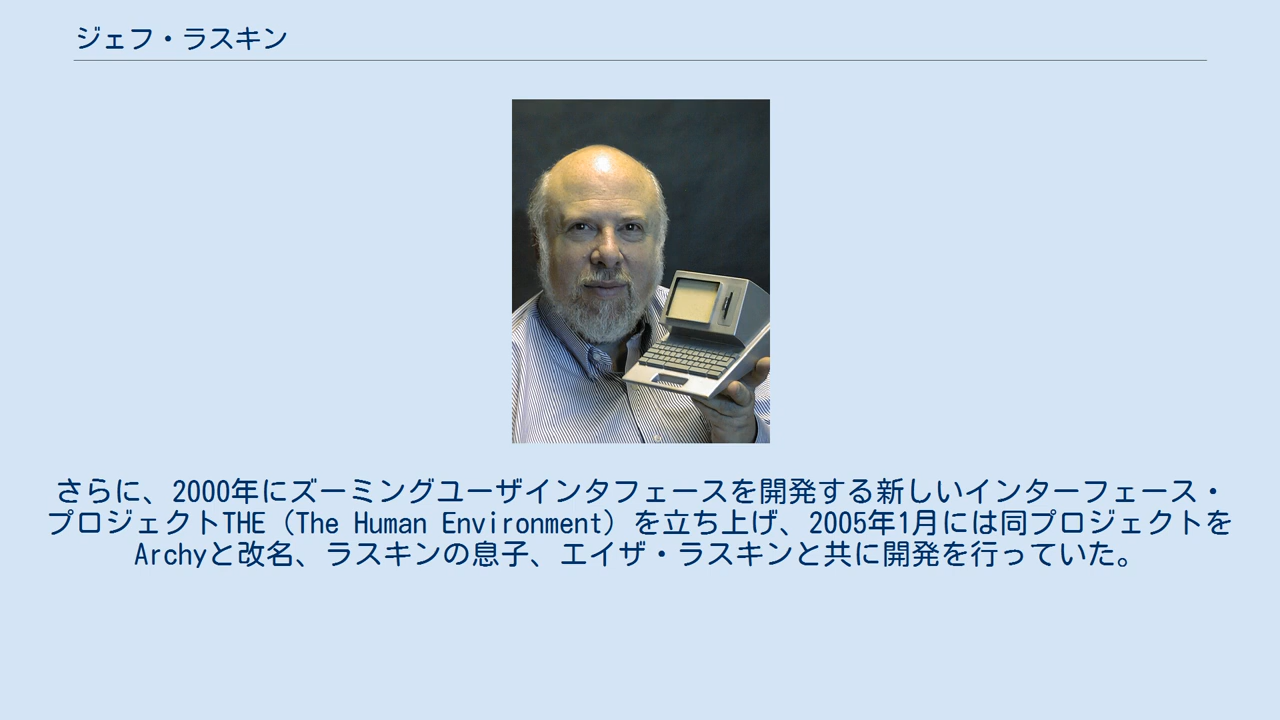 ジェフ・ラスキン
さらに、2000年にズーミングユーザインタフェースを開発する新しいインターフェース・
プロジェクトTHE（The Human Environment）を立ち上げ、2005年1月には同プロジェクトを
Archyと改名、ラスキンの息子、エイザ・ラスキンと共に開発を行っていた。